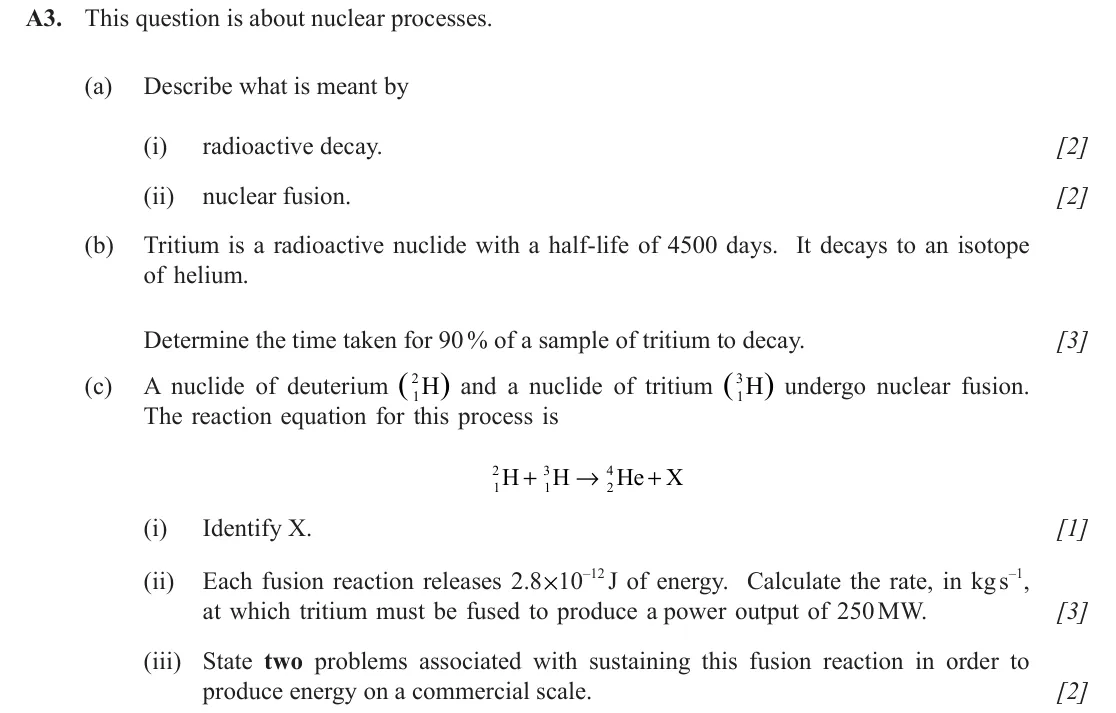 A3. This question is about nuclear processes.
(a) Describe what is meant by
(i) radioactive decay. [2]
(ii) nuclear fusion. [2]
(b) Tritium is a radioactive nuclide with a half-life of 4500 days. It decays to an isotope
of helium.
Determine the time taken for 90% of a sample of tritium to decay. [3]
(c) A nuclide of deuterium (²₁H) and a nuclide of tritium (³₁H) undergo nuclear fusion.
The reaction equation for this process is
²₁H + ³₁H → ⁴₂He + X
(i) Identify X. [1]
(ii) Each fusion reaction releases 2.8×10⁻¹² J of energy. Calculate the rate, in kg s⁻¹,
at which tritium must be fused to produce a power output of 250 MW. [3]
(iii) State two problems associated with sustaining this fusion reaction in order to
produce energy on a commercial scale. [2]